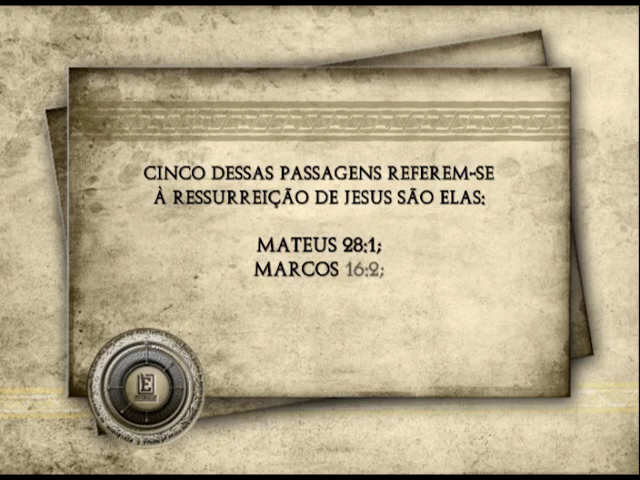 CINCO DESSAS PASSAGENS REFEREM-SE
À RESSURREIÇÃO DE JESUS SÃO ELAS:
MATEUS 28:1;
MARCOS 16:2;